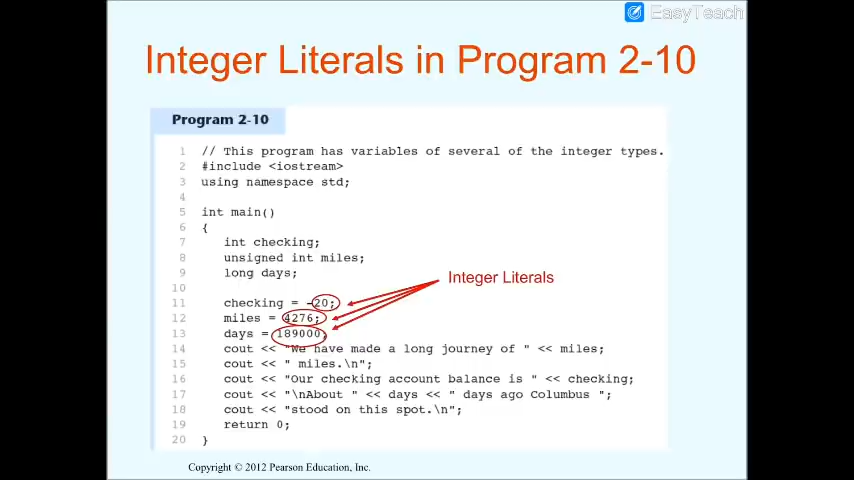 EasyTeach
Integer Literals in Program 2-10
Program 2-10
1 // This program has variables of several of the integer types.
2 #include <iostream>
3 using namespace std;
4
5 int main()
6 {
7 int checking;
8 unsigned int miles;
9 long days;
Integer Literals
10
11 checking = -20;
12 miles = 4276;
13 days = 189000;
14 cout << "We have made a long journey of " << miles;
15 cout << " miles.\n";
16 cout << "Our checking account balance is " << checking;
17 cout << "\nAbout " << days << " days ago Columbus ";
18 cout << "stood on this spot.\n";
19 return 0;
20 }
Copyright © 2012 Pearson Education, Inc.